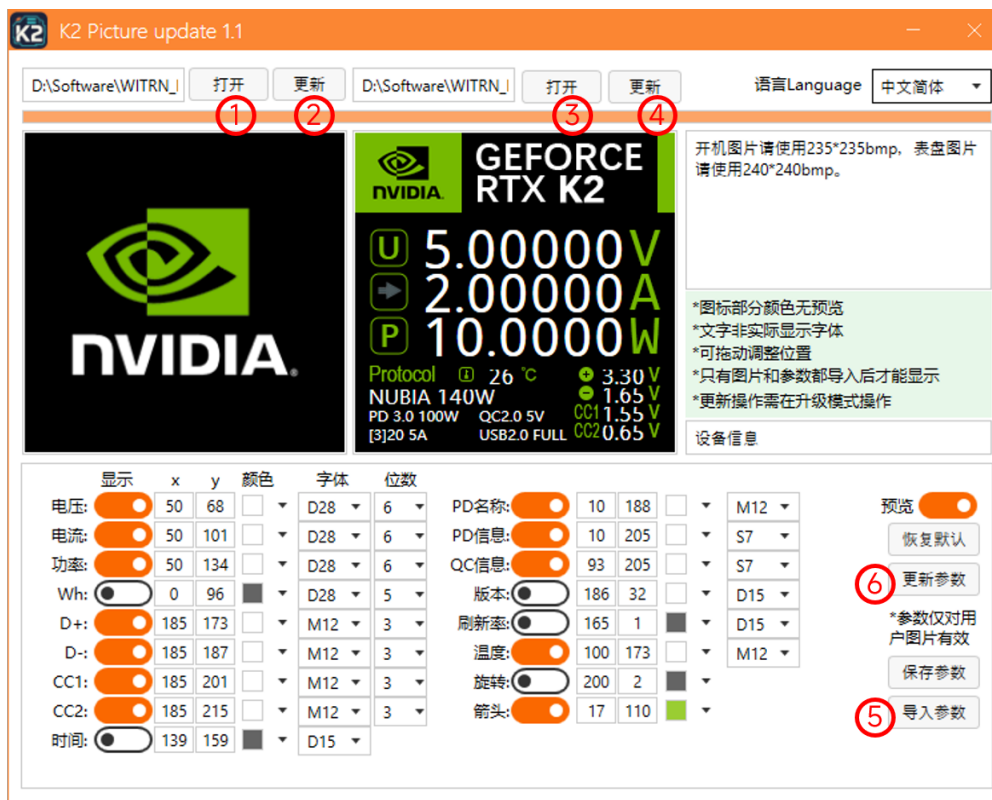 K2 K2 Picture update 1.1
D:\Software\WITRN_ 打开 更新 D:\Software\WITRN_ 打开 更新 语言Language 中文简体
① ② ③ ④
NVIDIA.
NVIDIA.
GEFORCE
RTX K2
U 5.00000V
2.00000A
P 10.0000W
Protocol 26 ℃ + 3.30 V
NUBIA 140W - 1.65 V
PD 3.0 100W QC2.0 5V CC1 1.55 V
[3]20 5A USB2.0 FULL CC2 0.65 V
开机图片请使用235*235bmp，表盘图片
请使用240*240bmp。
*图标部分颜色无预览
*文字非实际显示字体
*可拖动调整位置
*只有图片和参数都导入后才能显示
*更新操作需在升级模式操作
设备信息
显示 x y 颜色 字体 位数
电压: 50 68 D28 6 PD名称: 10 188 M12 预览
电流: 50 101 D28 6 PD信息: 10 205 S7 恢复默认
功率: 50 134 D28 6 QC信息: 93 205 S7 ⑥ 更新参数
Wh: 0 96 D28 5 版本: 186 32 D15
D+: 185 173 M12 3 刷新率: 165 1 D15 *参数仅对用
户图片有效
D-: 185 187 M12 3 温度: 100 173 M12
CC1: 185 201 M12 3 旋转: 200 2 保存参数
CC2: 185 215 M12 3 箭头: 17 110 ⑤ 导入参数
时间: 139 159 D15